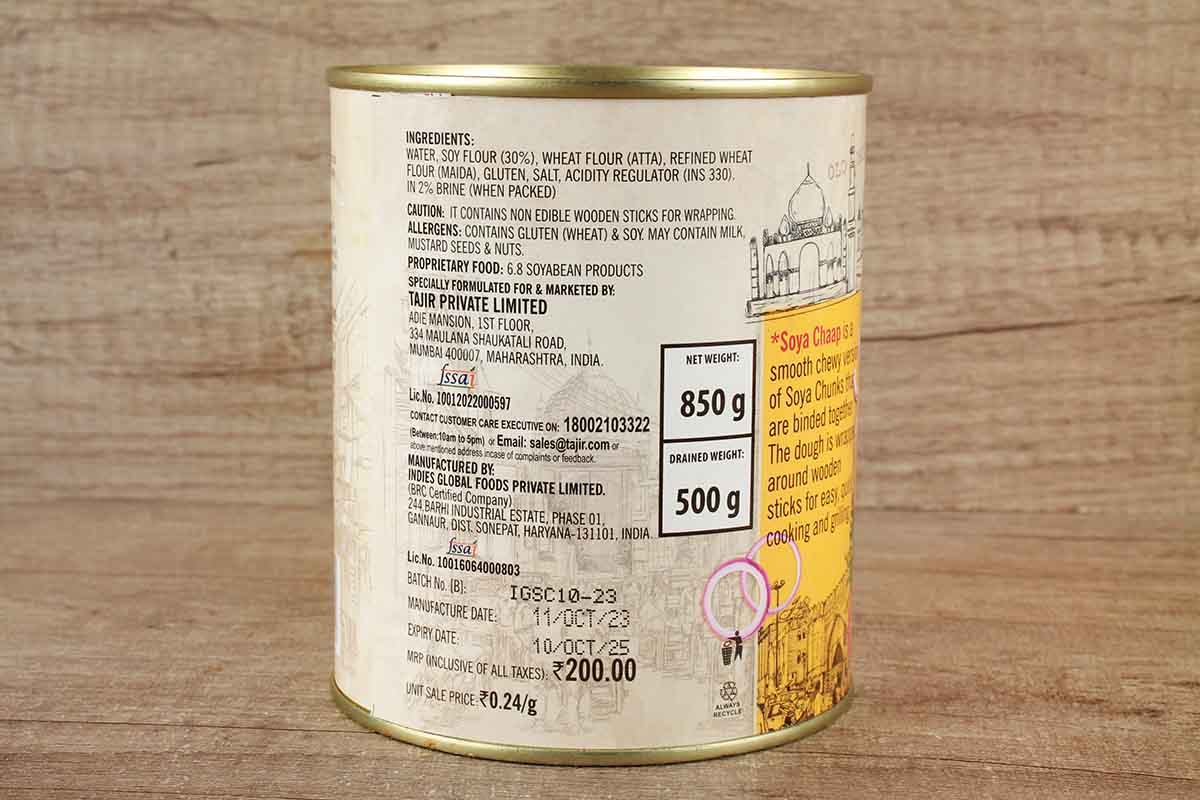 INGREDIENTS:
WATER, SOY FLOUR (30%), WHEAT FLOUR (ATTA), REFINED WHEAT
FLOUR (MAIDA), GLUTEN, SALT, ACIDITY REGULATOR (INS 330).
IN 2% BRINE (WHEN PACKED)
CAUTION: IT CONTAINS NON EDIBLE WOODEN STICKS FOR WRAPPING.
ALLERGENS: CONTAINS GLUTEN (WHEAT) & SOY. MAY CONTAIN MILK,
MUSTARD SEEDS & NUTS.
PROPRIETARY FOOD: 6.8 SOYABEAN PRODUCTS
SPECIALLY FORMULATED FOR & MARKETED BY:
TAJIR PRIVATE LIMITED
ADIE MANSION, 1ST FLOOR,
334 MAULANA SHAUKATALI ROAD,
MUMBAI 400007, MAHARASHTRA, INDIA.
fssai
Lic.No. 10012022000597
CONTACT CUSTOMER CARE EXECUTIVE ON: 18002103322
(Between:10am to 5pm) or Email: sales@tajir.com or
above mentioned address incase of complaints or feedback.
MANUFACTURED BY:
INDIES GLOBAL FOODS PRIVATE LIMITED.
(BRC Certified Company)
244,BARHI INDUSTRIAL ESTATE, PHASE 01,
GANNAUR, DIST. SONEPAT, HARYANA-131101, INDIA.
fssai
Lic.No. 10016064000803
BATCH No. [B]: IGSC10-23
MANUFACTURE DATE: 11/OCT/23
EXPIRY DATE: 10/OCT/25
MRP (INCLUSIVE OF ALL TAXES): ₹200.00
UNIT SALE PRICE:₹0.24/g
NET WEIGHT:
850 g
DRAINED WEIGHT:
500 g
OLD
*Soya Chaap is a
smooth chewy
of Soya Chunks
are binded together
The dough is
around wooden
sticks for easy,
cooking and
ALWAYS
RECYCLE